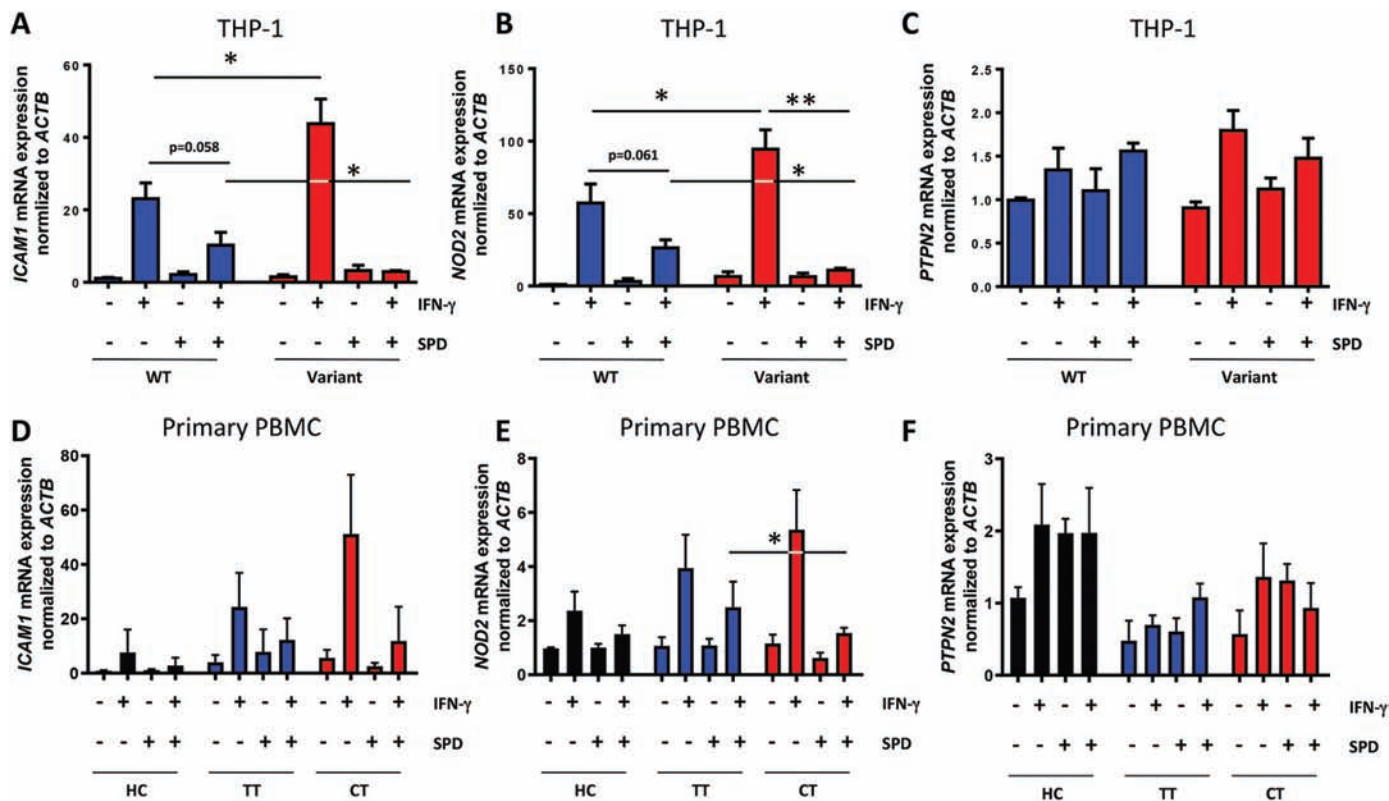 A
THP-1
ICAM1 mRNA expression
normlized to ACTB
60
40
20
0
*
p=0.058
*
- + - + - + - + IFN-γ
- - + + - - + + SPD
WT Variant
B
THP-1
NOD2 mRNA expression
normlized to ACTB
150
100
50
0
*
**
p=0.061
*
- + - + - + - + IFN-γ
- - + + - - + + SPD
WT Variant
C
THP-1
PTPN2 mRNA expression
normlized to ACTB
2.5
2.0
1.5
1.0
0.5
0.0
- + - + - + - + IFN-γ
- - + + - - + + SPD
WT Variant
D
Primary PBMC
ICAM1 mRNA expression
normalized to ACTB
80
60
40
20
0
- + - + - + - + - + - + IFN-γ
- - + + - - + + - - + + SPD
HC TT CT
E
Primary PBMC
NOD2 mRNA expression
normalized to ACTB
8
6
4
2
0
*
- + - + - + - + - + - + IFN-γ
- - + + - - + + - - + + SPD
HC TT CT
F
Primary PBMC
PTPN2 mRNA expression
normalized to ACTB
3
2
1
0
- + - + - + - + - + - + IFN-γ
- - + + - - + + - - + + SPD
HC TT CT